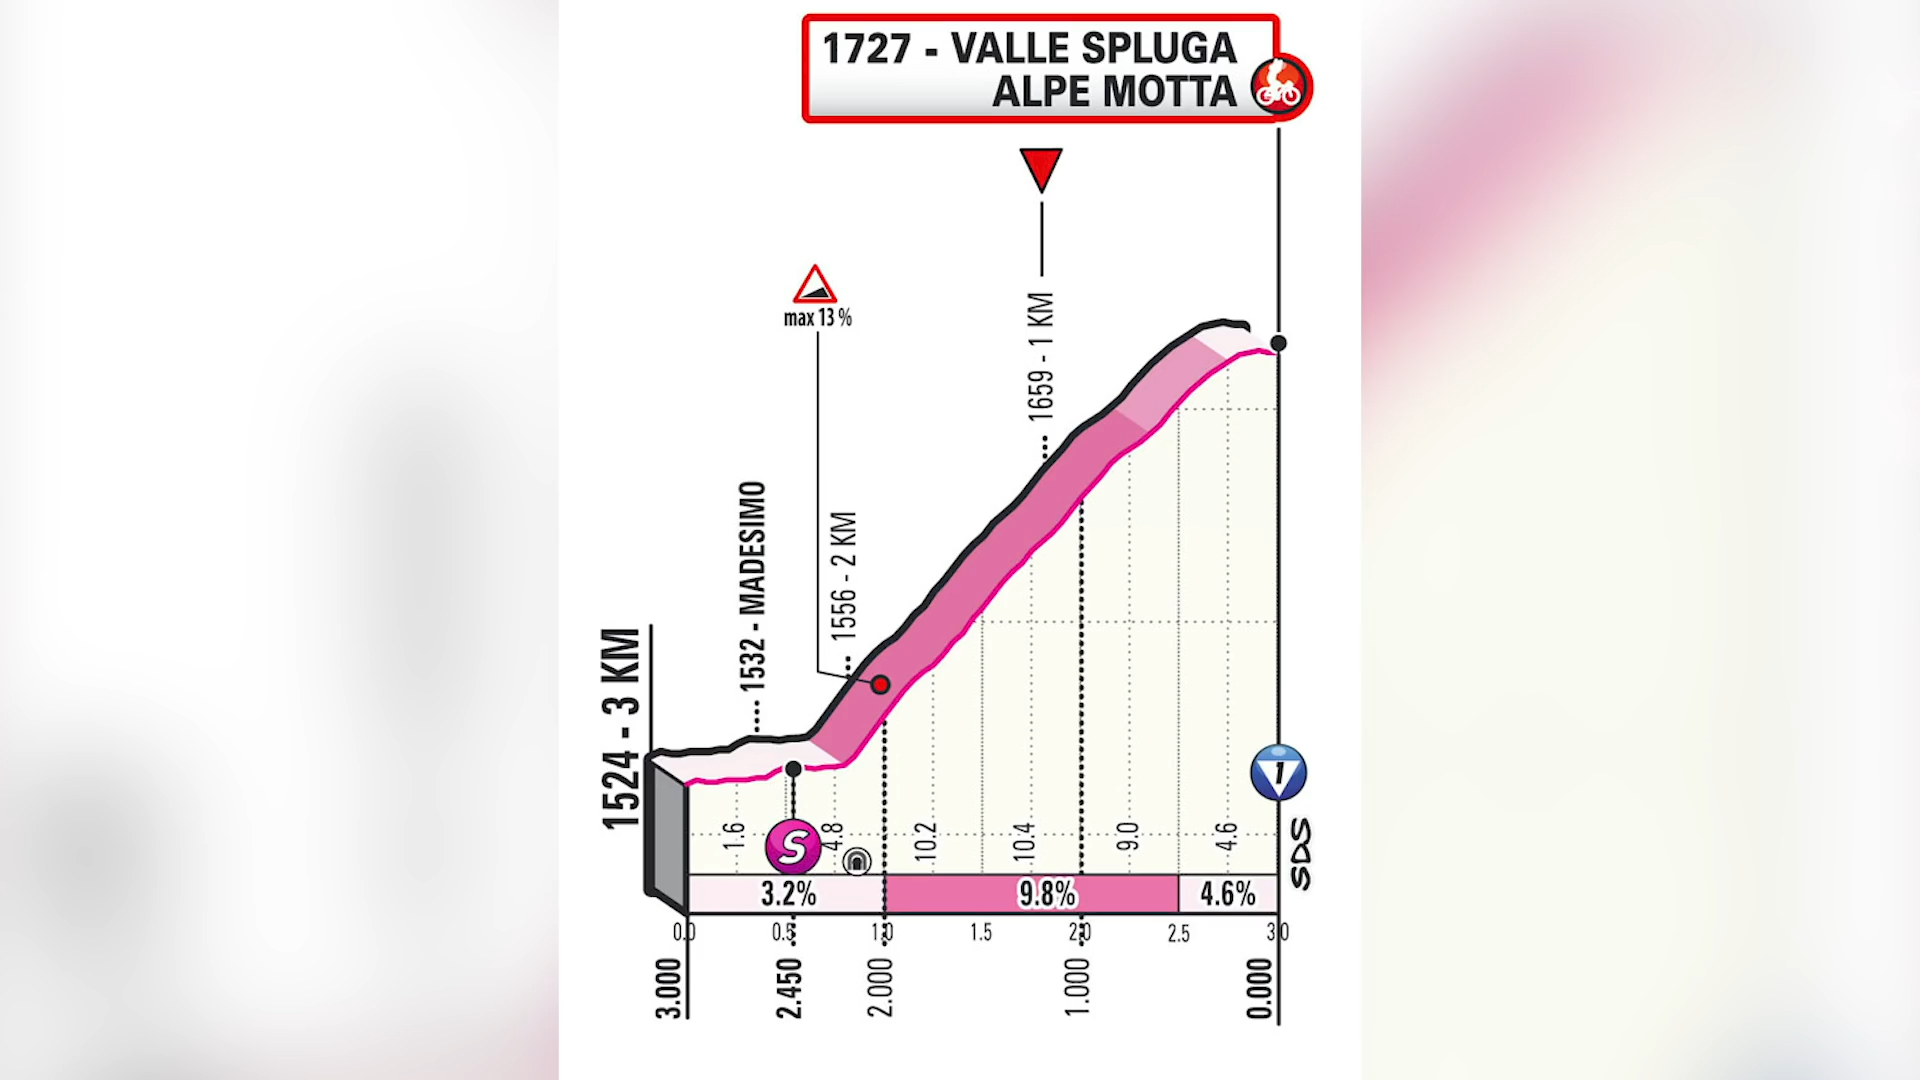 1727 - VALLE SPLUGA
ALPE MOTTA
max 13 %
1659 - 1 KM
1556 - 2 KM
1532 - MADESIMO
1524 - 3 KM
1.6
4.8
10.2
10.4
9.0
4.6
S
1
3.2%
9.8%
4.6%
SDS
0.0
0.5
1.0
1.5
2.0
2.5
3.0
3.000
2.450
2.000
1.000
0.000